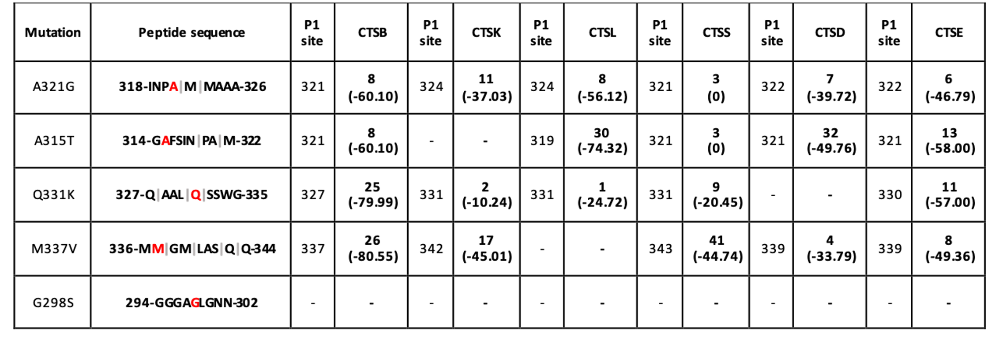 Mutation Peptide sequence P1 site CTSB P1 site CTSK P1 site CTSL P1 site CTSS P1 site CTSD P1 site CTSE
A321G 318-INPA|M|MAAA-326 321 8 (-60.10) 324 11 (-37.03) 324 8 (-56.12) 321 3 (0) 322 7 (-39.72) 322 6 (-46.79)
A315T 314-GAFSIN|PA|M-322 321 8 (-60.10) - - 319 30 (-74.32) 321 3 (0) 321 32 (-49.76) 321 13 (-58.00)
Q331K 327-Q|AAL|Q|SSWG-335 327 25 (-79.99) 331 2 (-10.24) 331 1 (-24.72) 331 9 (-20.45) - - 330 11 (-57.00)
M337V 336-MM|GM|LAS|Q|Q-344 337 26 (-80.55) 342 17 (-45.01) - - 343 41 (-44.74) 339 4 (-33.79) 339 8 (-49.36)
G298S 294-GGGAGLGNN-302 - - - - - - - - - - - -